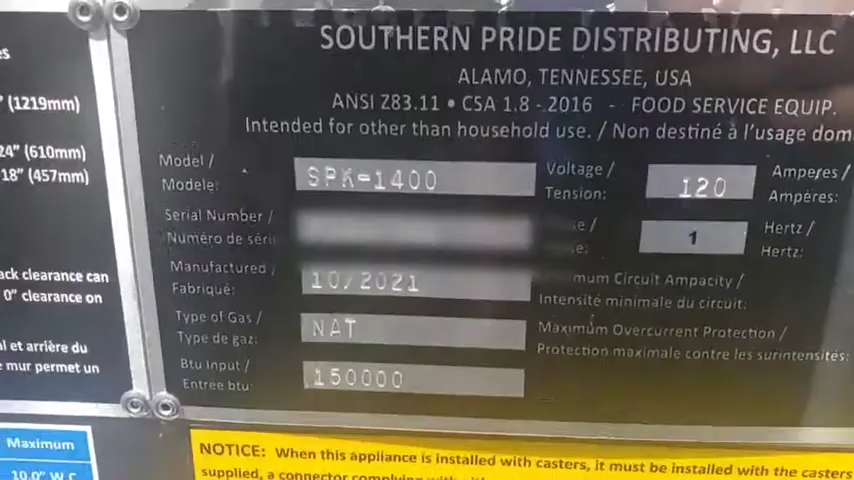 SOUTHERN PRIDE DISTRIBUTING, LLC
ALAMO, TENNESSEE, USA
ANSI Z83.11 • CSA 1.8 - 2016 - FOOD SERVICE EQUIP.
Intended for other than household use. / Non destiné à l'usage dom
Model / SPK-1400 Voltage / 120 Amperes /
Modele: Tension: Ampères:
Serial Number / 1 Hertz /
Numéro de séri Hertz:
Manufactured / 10/2021 mum Circuit Ampacity /
Fabriqué: Intensité minimale du circuit:
Type of Gas / NAT Maximum Overcurrent Protection /
Type de gaz: Protection maximale contre les surintensités:
Btu Input / 150000
Entrée btu:
(1219mm)
24" (610mm)
18" (457mm)
ack clearance can
0" clearance on
al et arrière du
mur permet un
Maximum
10.0" W.C.
NOTICE: When this appliance is installed with casters, it must be installed with the casters
supplied, a connector complying